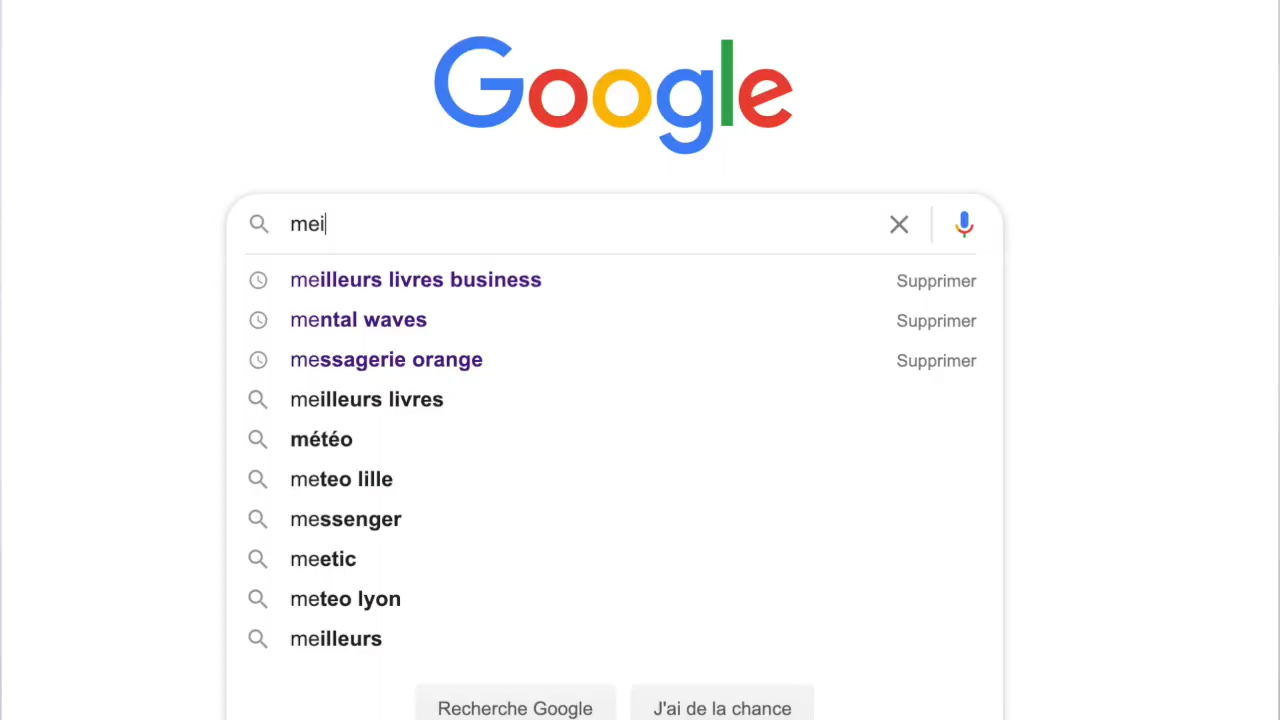 Google
mei
meilleurs livres business Supprimer
mental waves Supprimer
messagerie orange Supprimer
meilleurs livres
météo
meteo lille
messenger
meetic
meteo lyon
meilleurs
Recherche Google J'ai de la chance